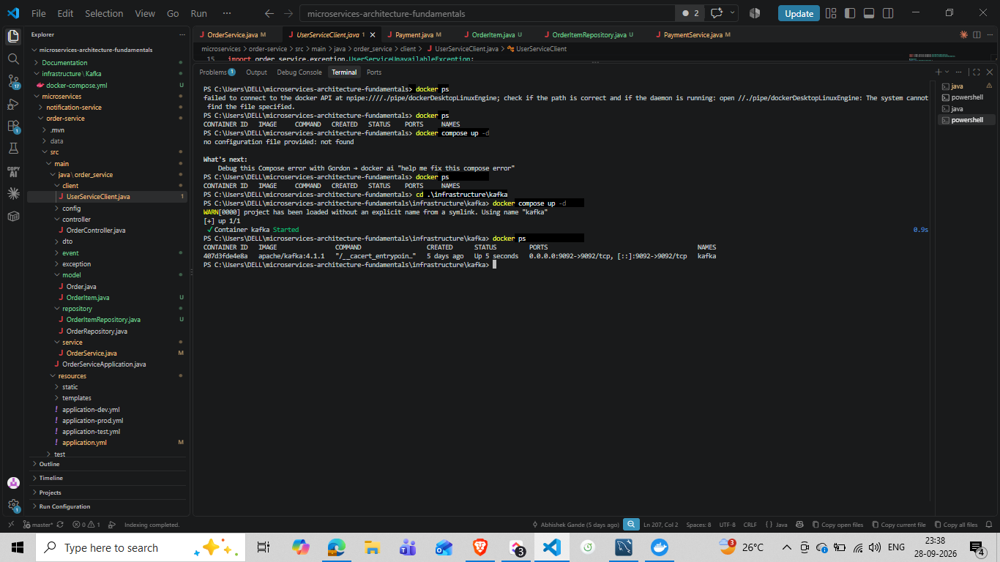 File Edit Selection View Go Run ··· microservices-architecture-fundamentals 2 Update
Explorer ···
microservices-architecture-fundamentals
Documentation
infrastructure\Kafka
docker-compose.yml U
microservices
notification-service
order-service
.mvn
data
src
main
java\order_service
client
UserServiceClient.java 1
config
controller
OrderController.java
dto
event
exception
model
Order.java
OrderItem.java U
repository
OrderItemRepository.java U
OrderRepository.java
service
OrderService.java M
OrderServiceApplication.java
resources
static
templates
application-dev.yml
application-prod.yml
application-test.yml
application.yml M
test
Outline
Timeline
Projects
Run Configuration
17
1
COPY
AI
1
OrderService.java M UserServiceClient.java 1 Payment.java M OrderItem.java U OrderItemRepository.java U PaymentService.java M
microservices > order-service > src > main > java > order_service > client > UserServiceClient.java > UserServiceClient
15 import order_service.exception.UserServiceUnavailableException;
Problems 1 Output Debug Console Terminal Ports
PS C:\Users\DELL\microservices-architecture-fundamentals> docker ps
failed to connect to the docker API at npipe:////./pipe/dockerDesktopLinuxEngine; check if the path is correct and if the daemon is running: open //./pipe/dockerDesktopLinuxEngine: The system cannot
find the file specified.
PS C:\Users\DELL\microservices-architecture-fundamentals> docker ps
CONTAINER ID IMAGE COMMAND CREATED STATUS PORTS NAMES
PS C:\Users\DELL\microservices-architecture-fundamentals> docker compose up -d
no configuration file provided: not found
What's next:
Debug this Compose error with Gordon → docker ai "help me fix this compose error"
PS C:\Users\DELL\microservices-architecture-fundamentals> docker ps
CONTAINER ID IMAGE COMMAND CREATED STATUS PORTS NAMES
PS C:\Users\DELL\microservices-architecture-fundamentals> cd .\infrastructure\kafka
PS C:\Users\DELL\microservices-architecture-fundamentals\infrastructure\kafka> docker compose up -d
WARN[0000] project has been loaded without an explicit name from a symlink. Using name "kafka"
[+] up 1/1
✓Container kafka Started 0.9s
PS C:\Users\DELL\microservices-architecture-fundamentals\infrastructure\kafka> docker ps
CONTAINER ID IMAGE COMMAND CREATED STATUS PORTS NAMES
407d3fde4e8a apache/kafka:4.1.1 "/__cacert_entrypoin…" 5 days ago Up 5 seconds 0.0.0.0:9092->9092/tcp, [::]:9092->9092/tcp kafka
PS C:\Users\DELL\microservices-architecture-fundamentals\infrastructure\kafka>
java
powershell
java
powershell
master* 0 1 Indexing completed. Abhishek Gande (5 days ago) Ln 207, Col 2 Spaces: 8 UTF-8 CRLF { } Java Copy open files Copy current file Copy all files
Type here to search 3 3 26°C ENG 23:38 4
28-09-2026